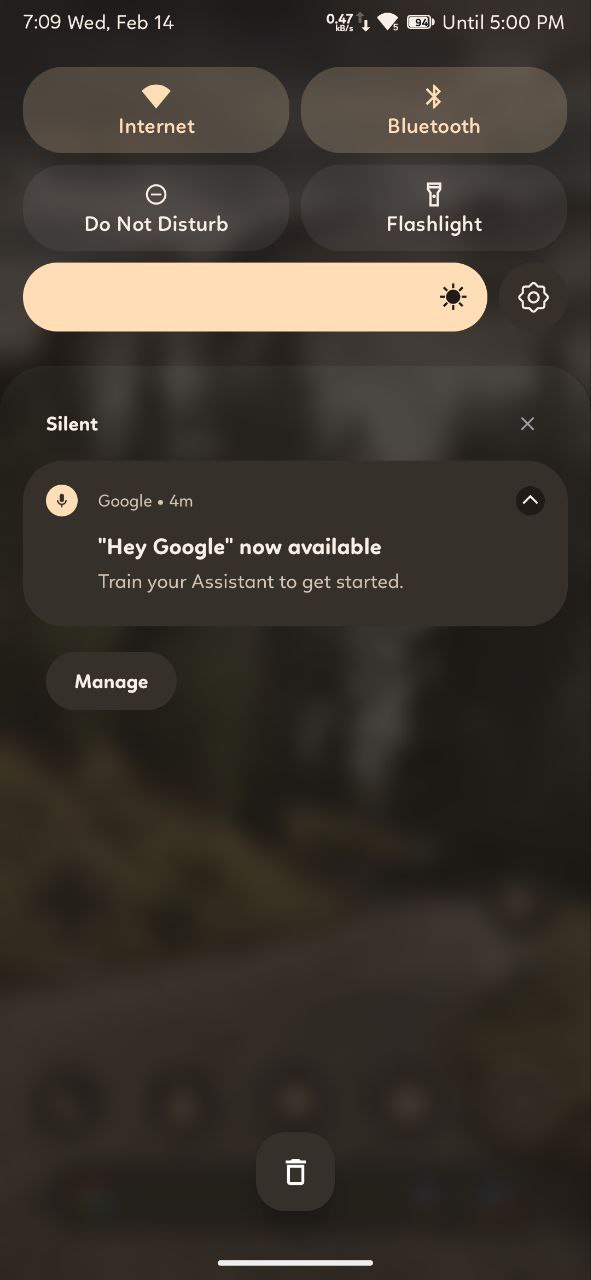 7:09 Wed, Feb 14
0.47 kB/s 5 94 Until 5:00 PM
Internet
Bluetooth
Do Not Disturb
Flashlight
Silent
Google • 4m
"Hey Google" now available
Train your Assistant to get started.
Manage